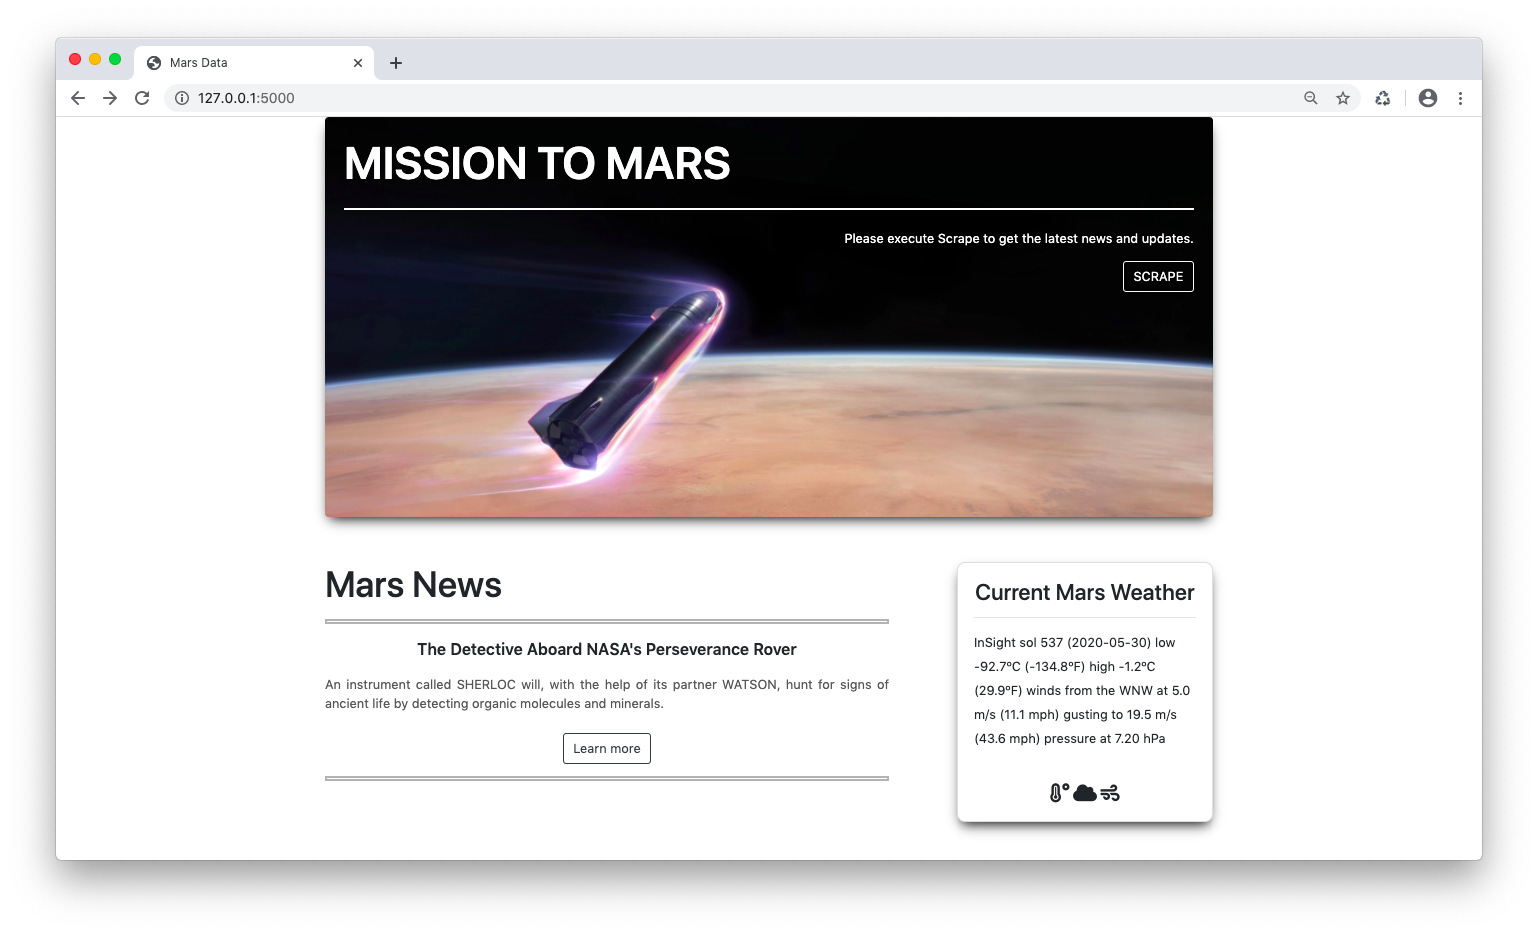 Mars Data
127.0.0.1:5000
MISSION TO MARS
Please execute Scrape to get the latest news and updates.
SCRAPE
Mars News
The Detective Aboard NASA's Perseverance Rover
An instrument called SHERLOC will, with the help of its partner WATSON, hunt for signs of
ancient life by detecting organic molecules and minerals.
Learn more
Current Mars Weather
InSight sol 537 (2020-05-30) low
-92.7ºC (-134.8ºF) high -1.2ºC
(29.9ºF) winds from the WNW at 5.0
m/s (11.1 mph) gusting to 19.5 m/s
(43.6 mph) pressure at 7.20 hPa